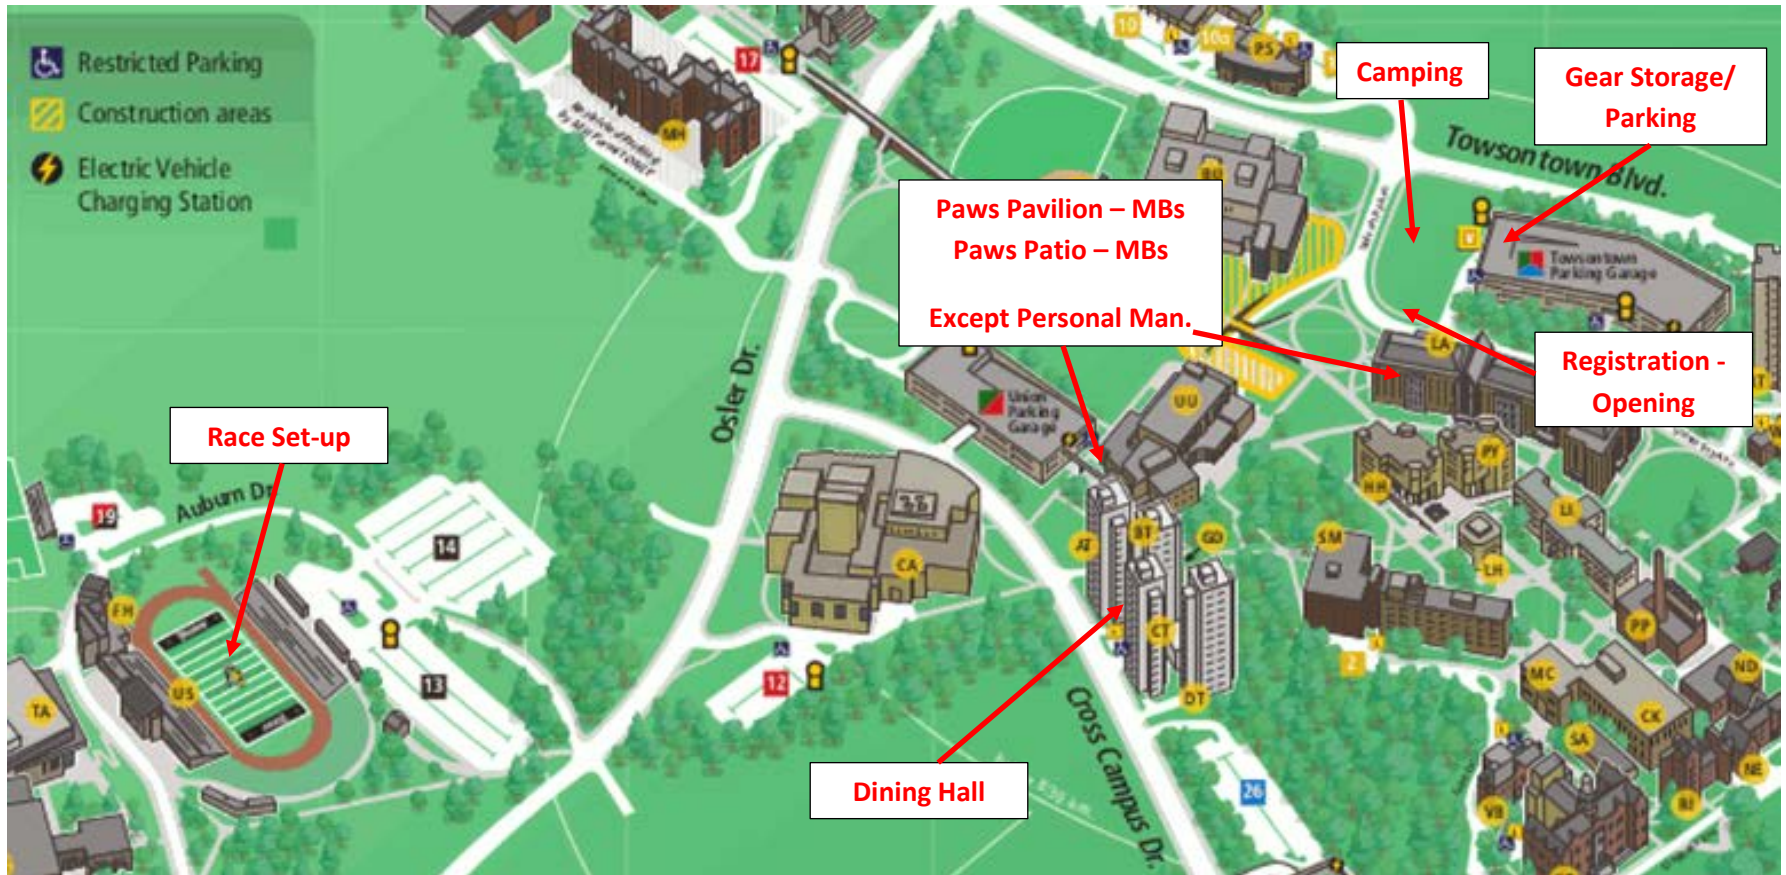 Restricted Parking
Construction areas
Electric Vehicle
Charging Station
17
MH
10
10a
PS
Camping
Gear Storage/
Parking
Towsontown Blvd.
BU
Paws Pavilion – MBs
Paws Patio – MBs
Except Personal Man.
Towsontown
Parking Garage
LA
Registration -
Opening
Osler Dr.
Union
Parking
Garage
UU
Race Set-up
Auburn Dr.
19
14
CA
AT
BT
GD
CT
DT
HH
PY
LL
SM
LH
PP
FH
US
TA
13
12
2
MC
ND
CK
SA
NE
BI
VB
Dining Hall
Cross Campus Dr.
26